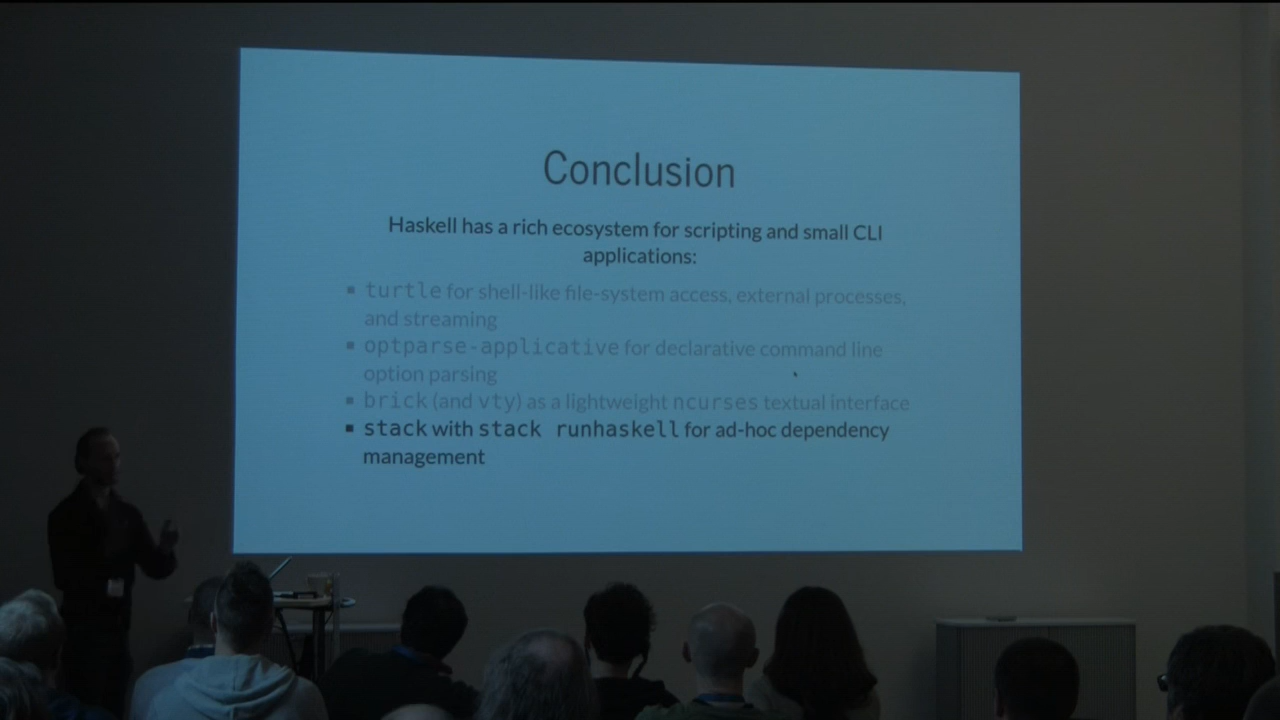 Conclusion
Haskell has a rich ecosystem for scripting and small CLI
applications:
▪ turtle for shell-like file-system access, external processes,
and streaming
▪ optparse-applicative for declarative command line
option parsing
▪ brick (and vty) as a lightweight ncurses textual interface
▪ stack with stack runhaskell for ad-hoc dependency
management